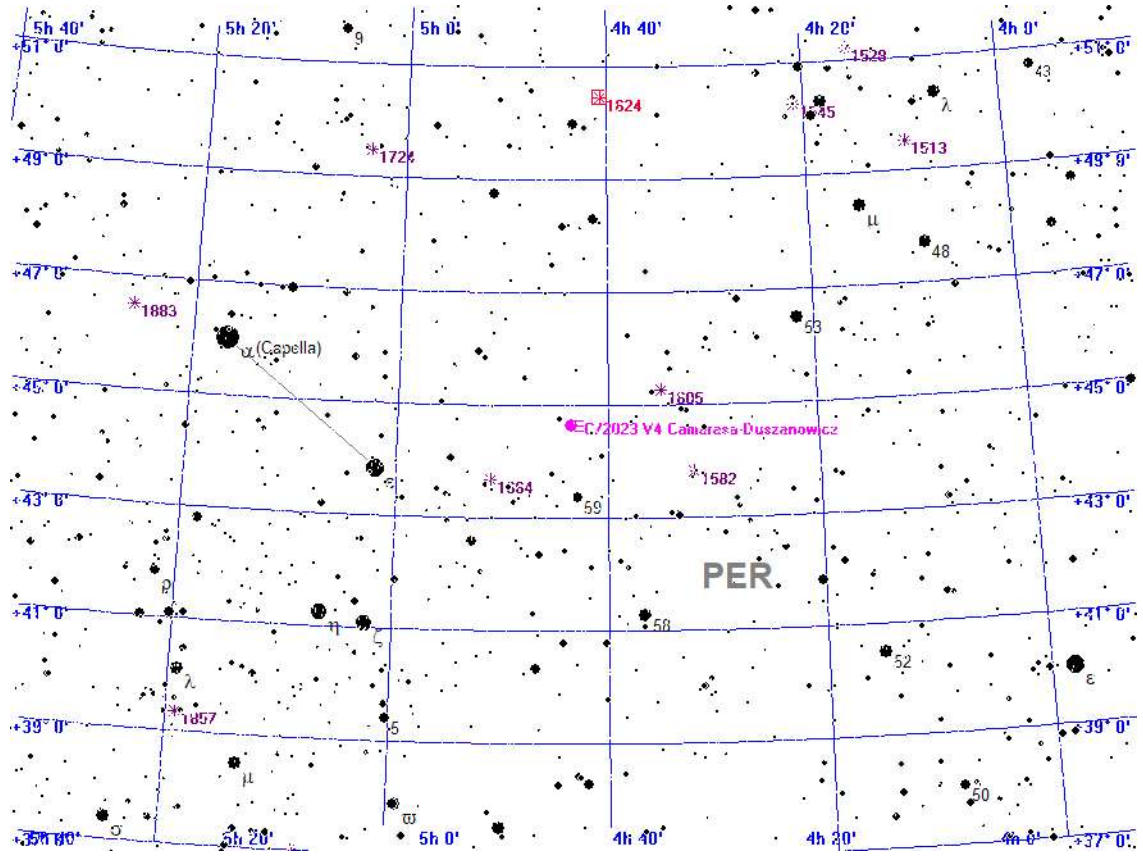 5h 40' 5h 20' 5h 0' 4h 40' 4h 20' 4h 0'
9
+51° 0' +51° 0'
43
1528
λ
1624
1545
1513
1724
+49° 0'
μ
48
+47° 0' +47° 0'
1883
53
α (Capella)
+45° 0' +45° 0'
1605
C/2023 V4 Camarasa-Duszanowicz
ε
1664
1582
59
+43° 0' +43° 0'
ρ
PER
η
ζ
58
+41° 0' +41° 0'
52
ε
λ
1857
5
+39° 0' +39° 0'
μ
50
σ
ω
5h 20' 5h 0' 4h 40' 4h 20' 4h 0' +37° 0'